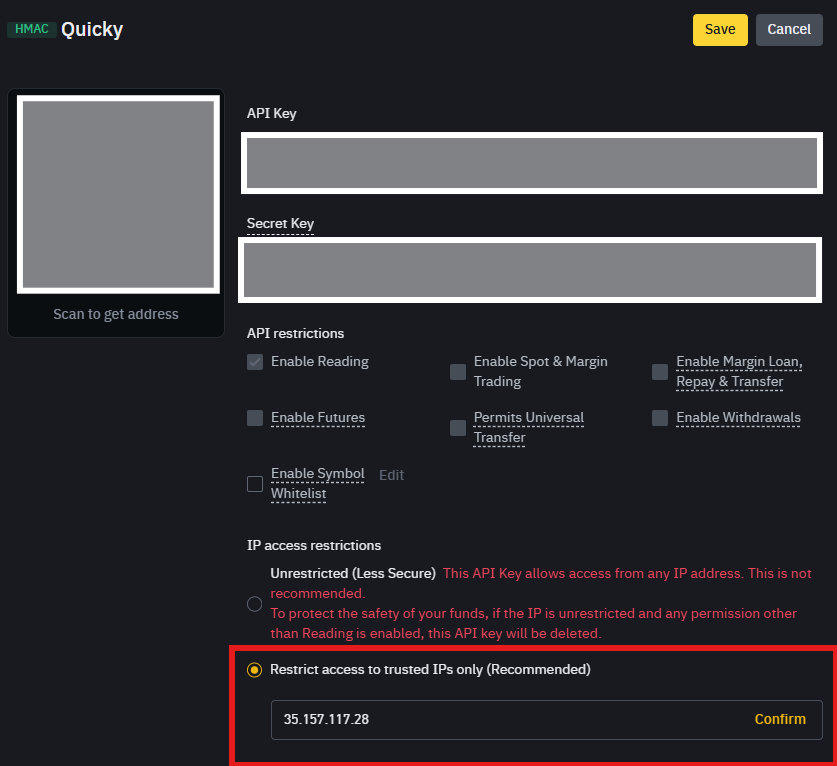 HMAC Quicky
Save
Cancel
API Key
Secret Key
Scan to get address
API restrictions
Enable Reading
Enable Spot & Margin
Trading
Enable Margin Loan,
Repay & Transfer
Enable Futures
Permits Universal
Transfer
Enable Withdrawals
Enable Symbol
Whitelist
Edit
IP access restrictions
Unrestricted (Less Secure) This API Key allows access from any IP address. This is not
recommended.
To protect the safety of your funds, if the IP is unrestricted and any permission other
than Reading is enabled, this API key will be deleted.
Restrict access to trusted IPs only (Recommended)
35.157.117.28
Confirm